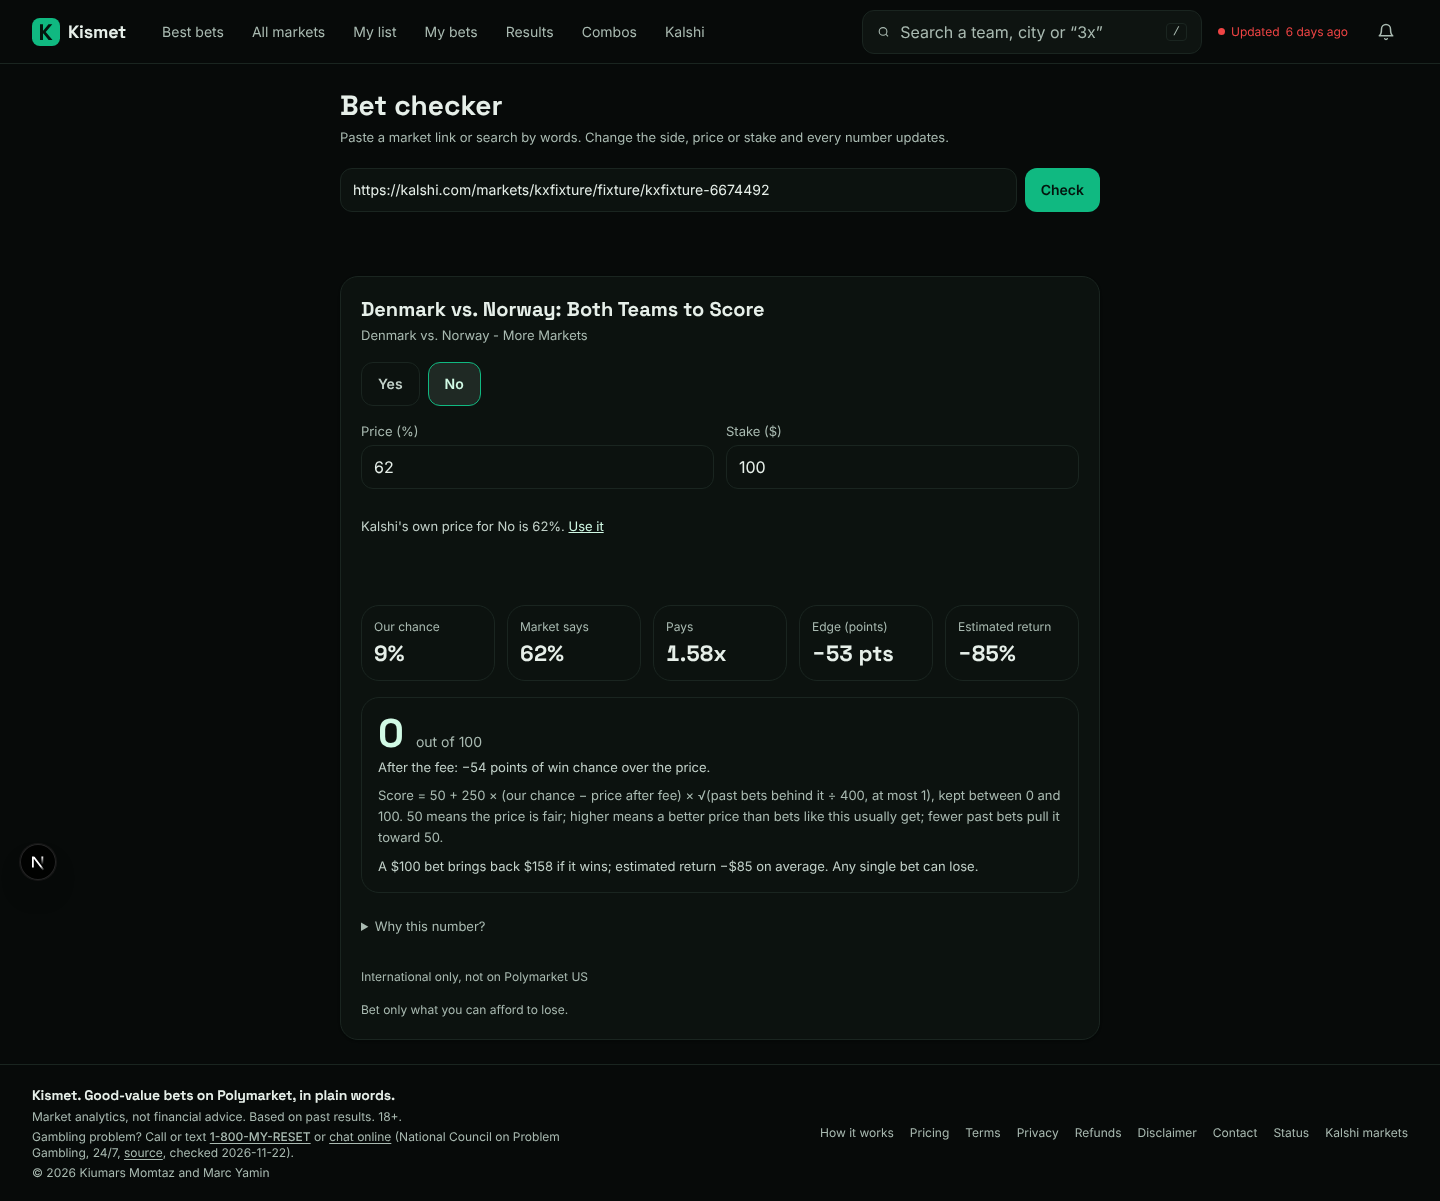 K Kismet
Best bets
All markets
My list
My bets
Results
Combos
Kalshi
Search a team, city or “3x”
/
Updated 6 days ago
Bet checker
Paste a market link or search by words. Change the side, price or stake and every number updates.
https://kalshi.com/markets/kxfixture/fixture/kxfixture-6674492
Check
Denmark vs. Norway: Both Teams to Score
Denmark vs. Norway - More Markets
Yes
No
Price (%)
Stake ($)
62
100
Kalshi's own price for No is 62%. Use it
Our chance
9%
Market says
62%
Pays
1.58x
Edge (points)
−53 pts
Estimated return
−85%
0 out of 100
After the fee: −54 points of win chance over the price.
Score = 50 + 250 × (our chance − price after fee) × √(past bets behind it ÷ 400, at most 1), kept between 0 and
100. 50 means the price is fair; higher means a better price than bets like this usually get; fewer past bets pull it
toward 50.
A $100 bet brings back $158 if it wins; estimated return −$85 on average. Any single bet can lose.
N
▶ Why this number?
International only, not on Polymarket US
Bet only what you can afford to lose.
Kismet. Good-value bets on Polymarket, in plain words.
Market analytics, not financial advice. Based on past results. 18+.
Gambling problem? Call or text 1-800-MY-RESET or chat online (National Council on Problem
Gambling, 24/7, source, checked 2026-11-22).
© 2026 Kiumars Momtaz and Marc Yamin
How it works
Pricing
Terms
Privacy
Refunds
Disclaimer
Contact
Status
Kalshi markets